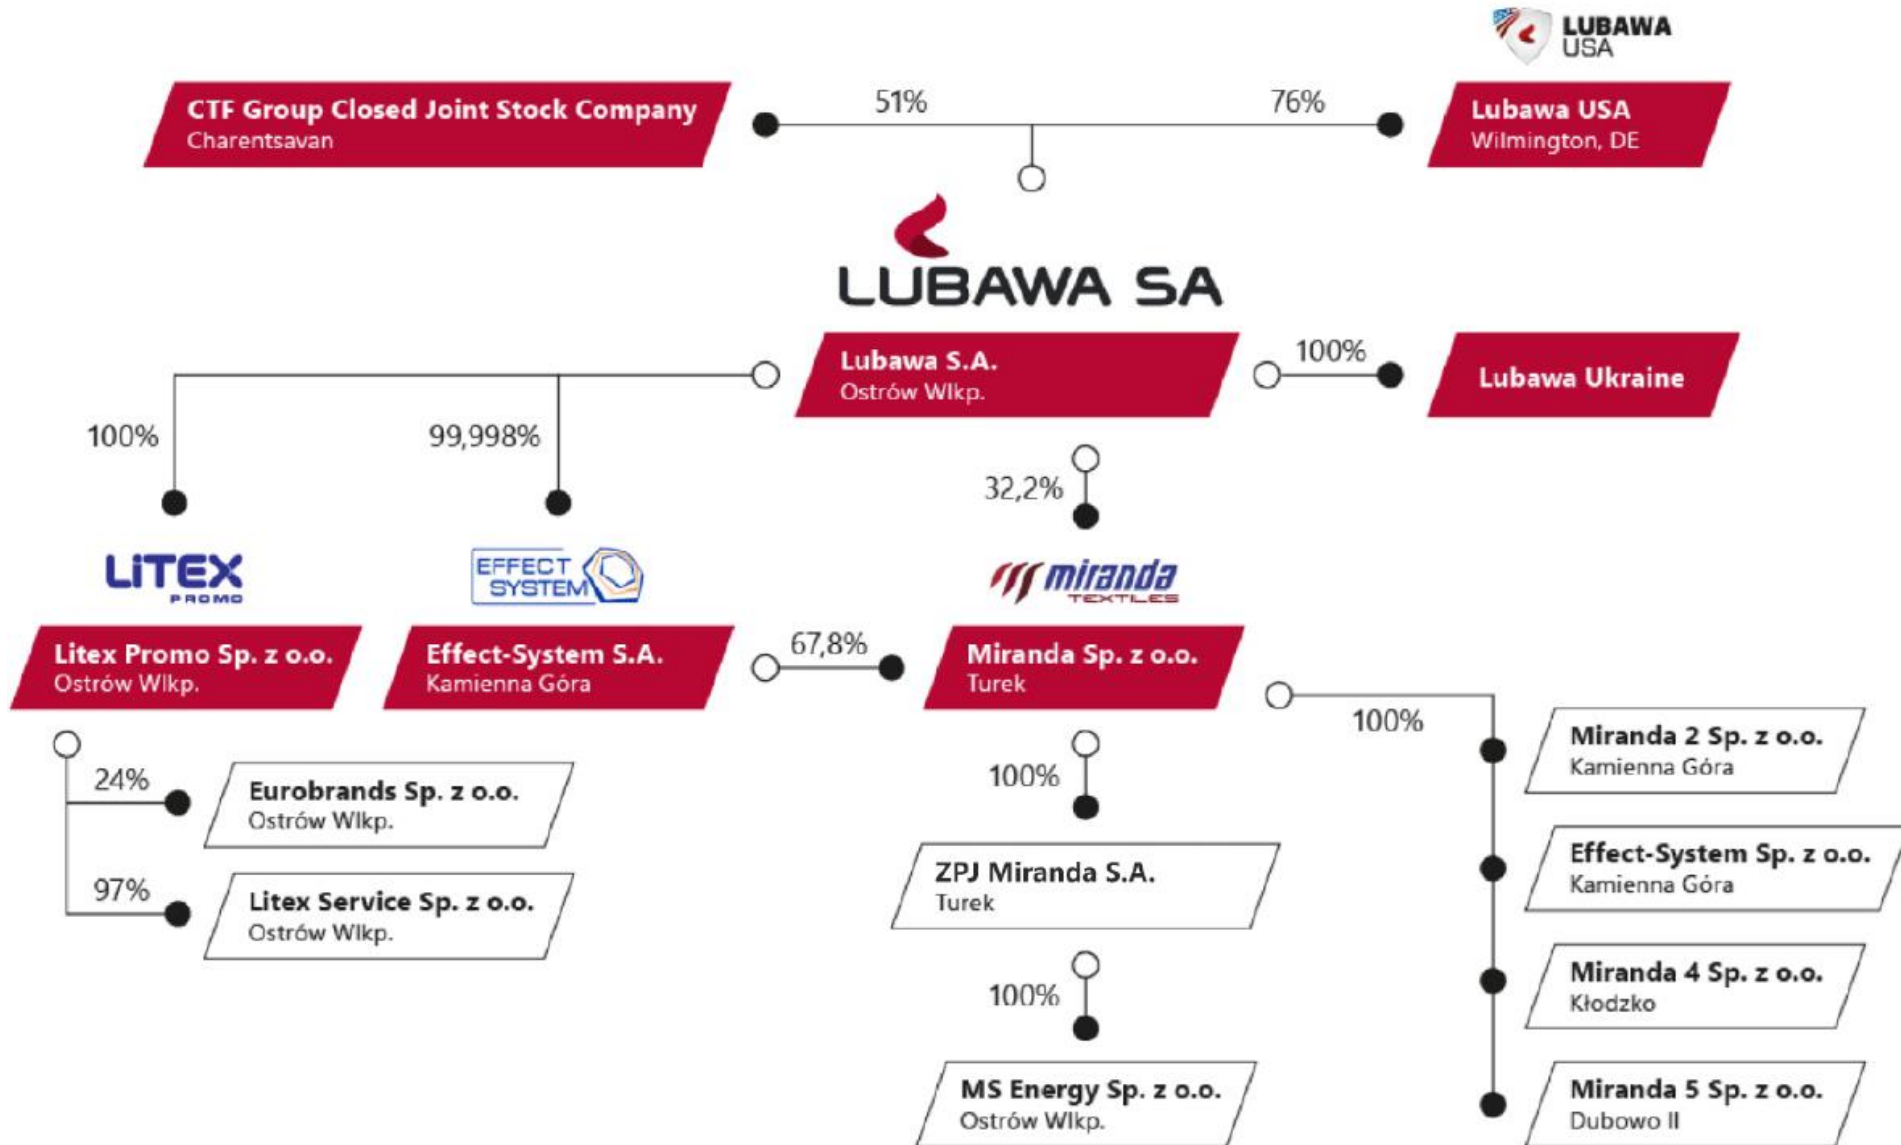 LUBAWA
USA
CTF Group Closed Joint Stock Company
Charentsavan
51%
76%
Lubawa USA
Wilmington, DE
LUBAWA SA
Lubawa S.A.
Ostrów Wlkp.
100%
Lubawa Ukraine
100%
99,998%
32,2%
LiTEX
PROMO
EFFECT
SYSTEM
miranda
TEXTILES
Litex Promo Sp. z o.o.
Ostrów Wlkp.
Effect-System S.A.
Kamienna Góra
67,8%
Miranda Sp. z o.o.
Turek
100%
24%
Eurobrands Sp. z o.o.
Ostrów Wlkp.
97%
Litex Service Sp. z o.o.
Ostrów Wlkp.
100%
ZPJ Miranda S.A.
Turek
100%
MS Energy Sp. z o.o.
Ostrów Wlkp.
Miranda 2 Sp. z o.o.
Kamienna Góra
Effect-System Sp. z o.o.
Kamienna Góra
Miranda 4 Sp. z o.o.
Kłodzko
Miranda 5 Sp. z o.o.
Dubowo II